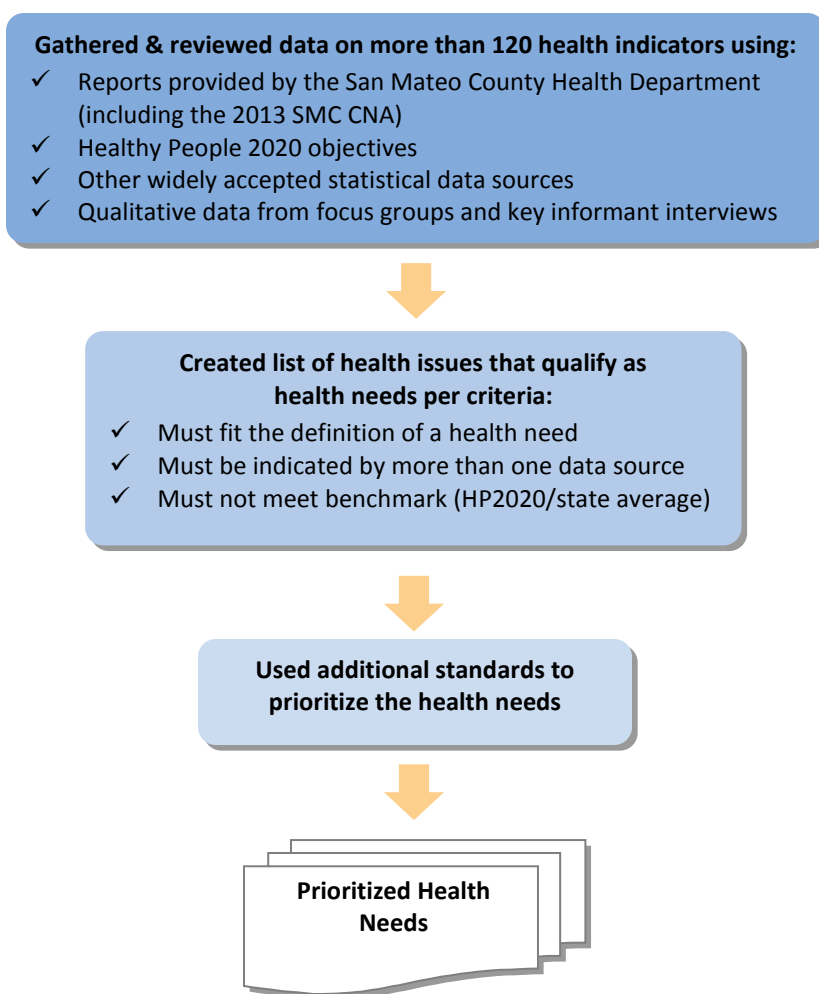 Gathered & reviewed data on more than 120 health indicators using:
✓ Reports provided by the San Mateo County Health Department
(including the 2013 SMC CNA)
✓ Healthy People 2020 objectives
✓ Other widely accepted statistical data sources
✓ Qualitative data from focus groups and key informant interviews
Created list of health issues that qualify as
health needs per criteria:
✓ Must fit the definition of a health need
✓ Must be indicated by more than one data source
✓ Must not meet benchmark (HP2020/state average)
Used additional standards to
prioritize the health needs
Prioritized Health
Needs